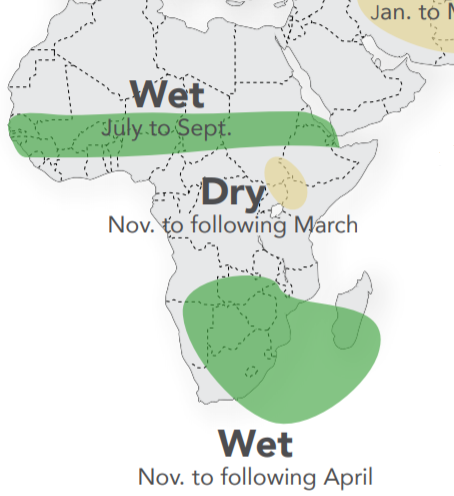 Jan. to
Wet
July to Sept.
Dry
Nov. to following March
Wet
Nov. to following April